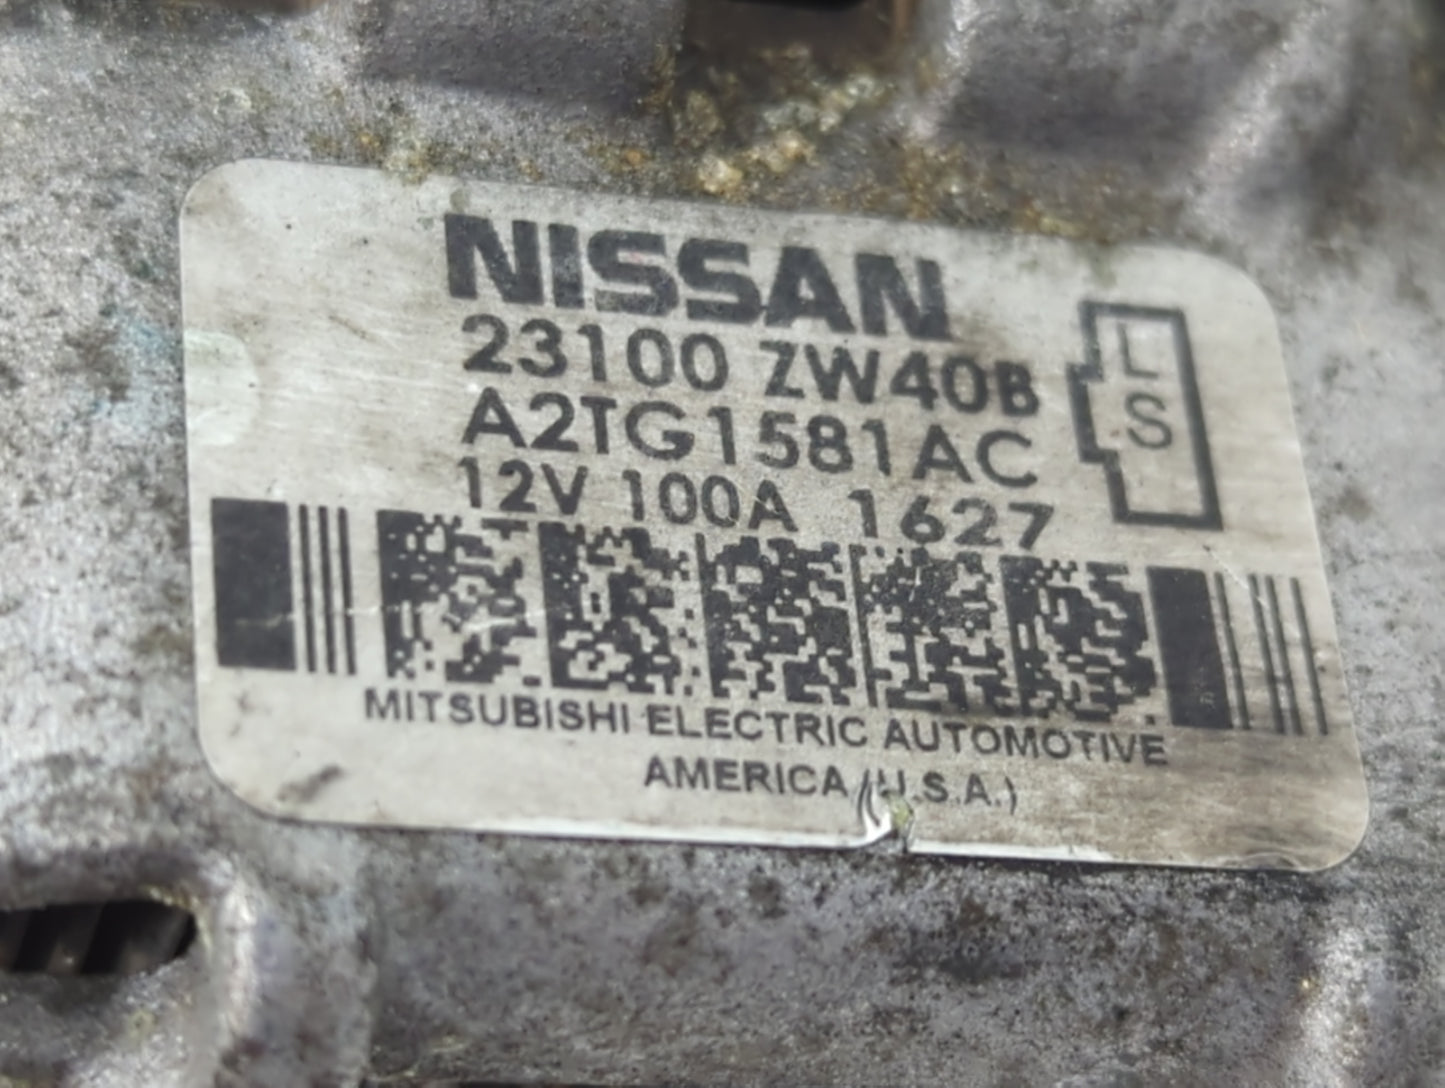 NISSAN
23100 ZW40B
A2TG1581AC
12V 100A 1627
L
S
MITSUBISHI ELECTRIC AUTOMOTIVE
AMERICA (U.S.A.)